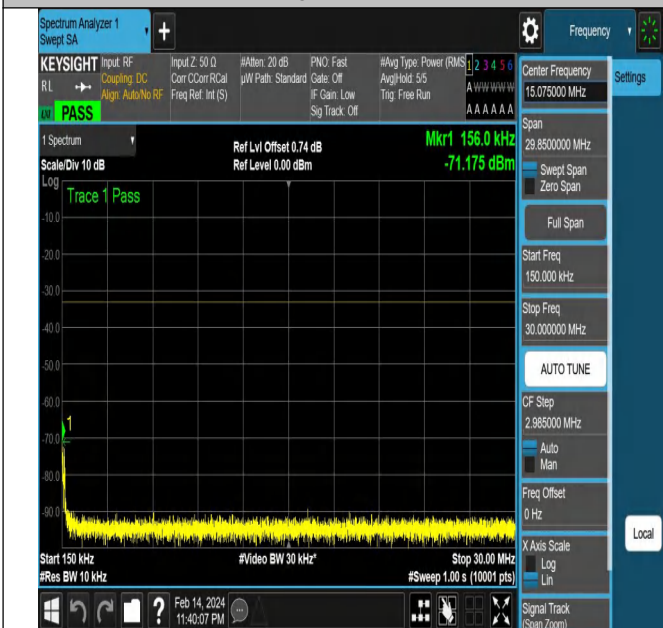 Spectrum Analyzer 1
Swept SA
+
Frequency
KEYSIGHT
RL
LXI
PASS
Input: RF
Coupling: DC
Align: Auto/No RF
Input Z: 50 Ω
Corr CCorr RCal
Freq Ref: Int (S)
#Atten: 20 dB
µW Path: Standard
PNO: Fast
Gate: Off
IF Gain: Low
Sig Track: Off
#Avg Type: Power (RMS
Avg|Hold: 5/5
Trig: Free Run
1 2 3 4 5 6
A W W W W W
A A A A A A
1 Spectrum
Scale/Div 10 dB
Ref Lvl Offset 0.74 dB
Ref Level 0.00 dBm
Mkr1 156.0 kHz
-71.175 dBm
Log
Trace 1 Pass
-10.0
-20.0
-30.0
-40.0
-50.0
-60.0
1
-70.0
-80.0
-90.0
Start 150 kHz
#Video BW 30 kHz*
Stop 30.00 MHz
#Res BW 10 kHz
#Sweep 1.00 s (10001 pts)
?
Feb 14, 2024
11:40:07 PM
Center Frequency
15.075000 MHz
Settings
Span
29.8500000 MHz
Swept Span
Zero Span
Full Span
Start Freq
150.000 kHz
Stop Freq
30.000000 MHz
AUTO TUNE
CF Step
2.985000 MHz
Auto
Man
Freq Offset
0 Hz
X Axis Scale
Log
Lin
Local
Signal Track
(Span Zoom)